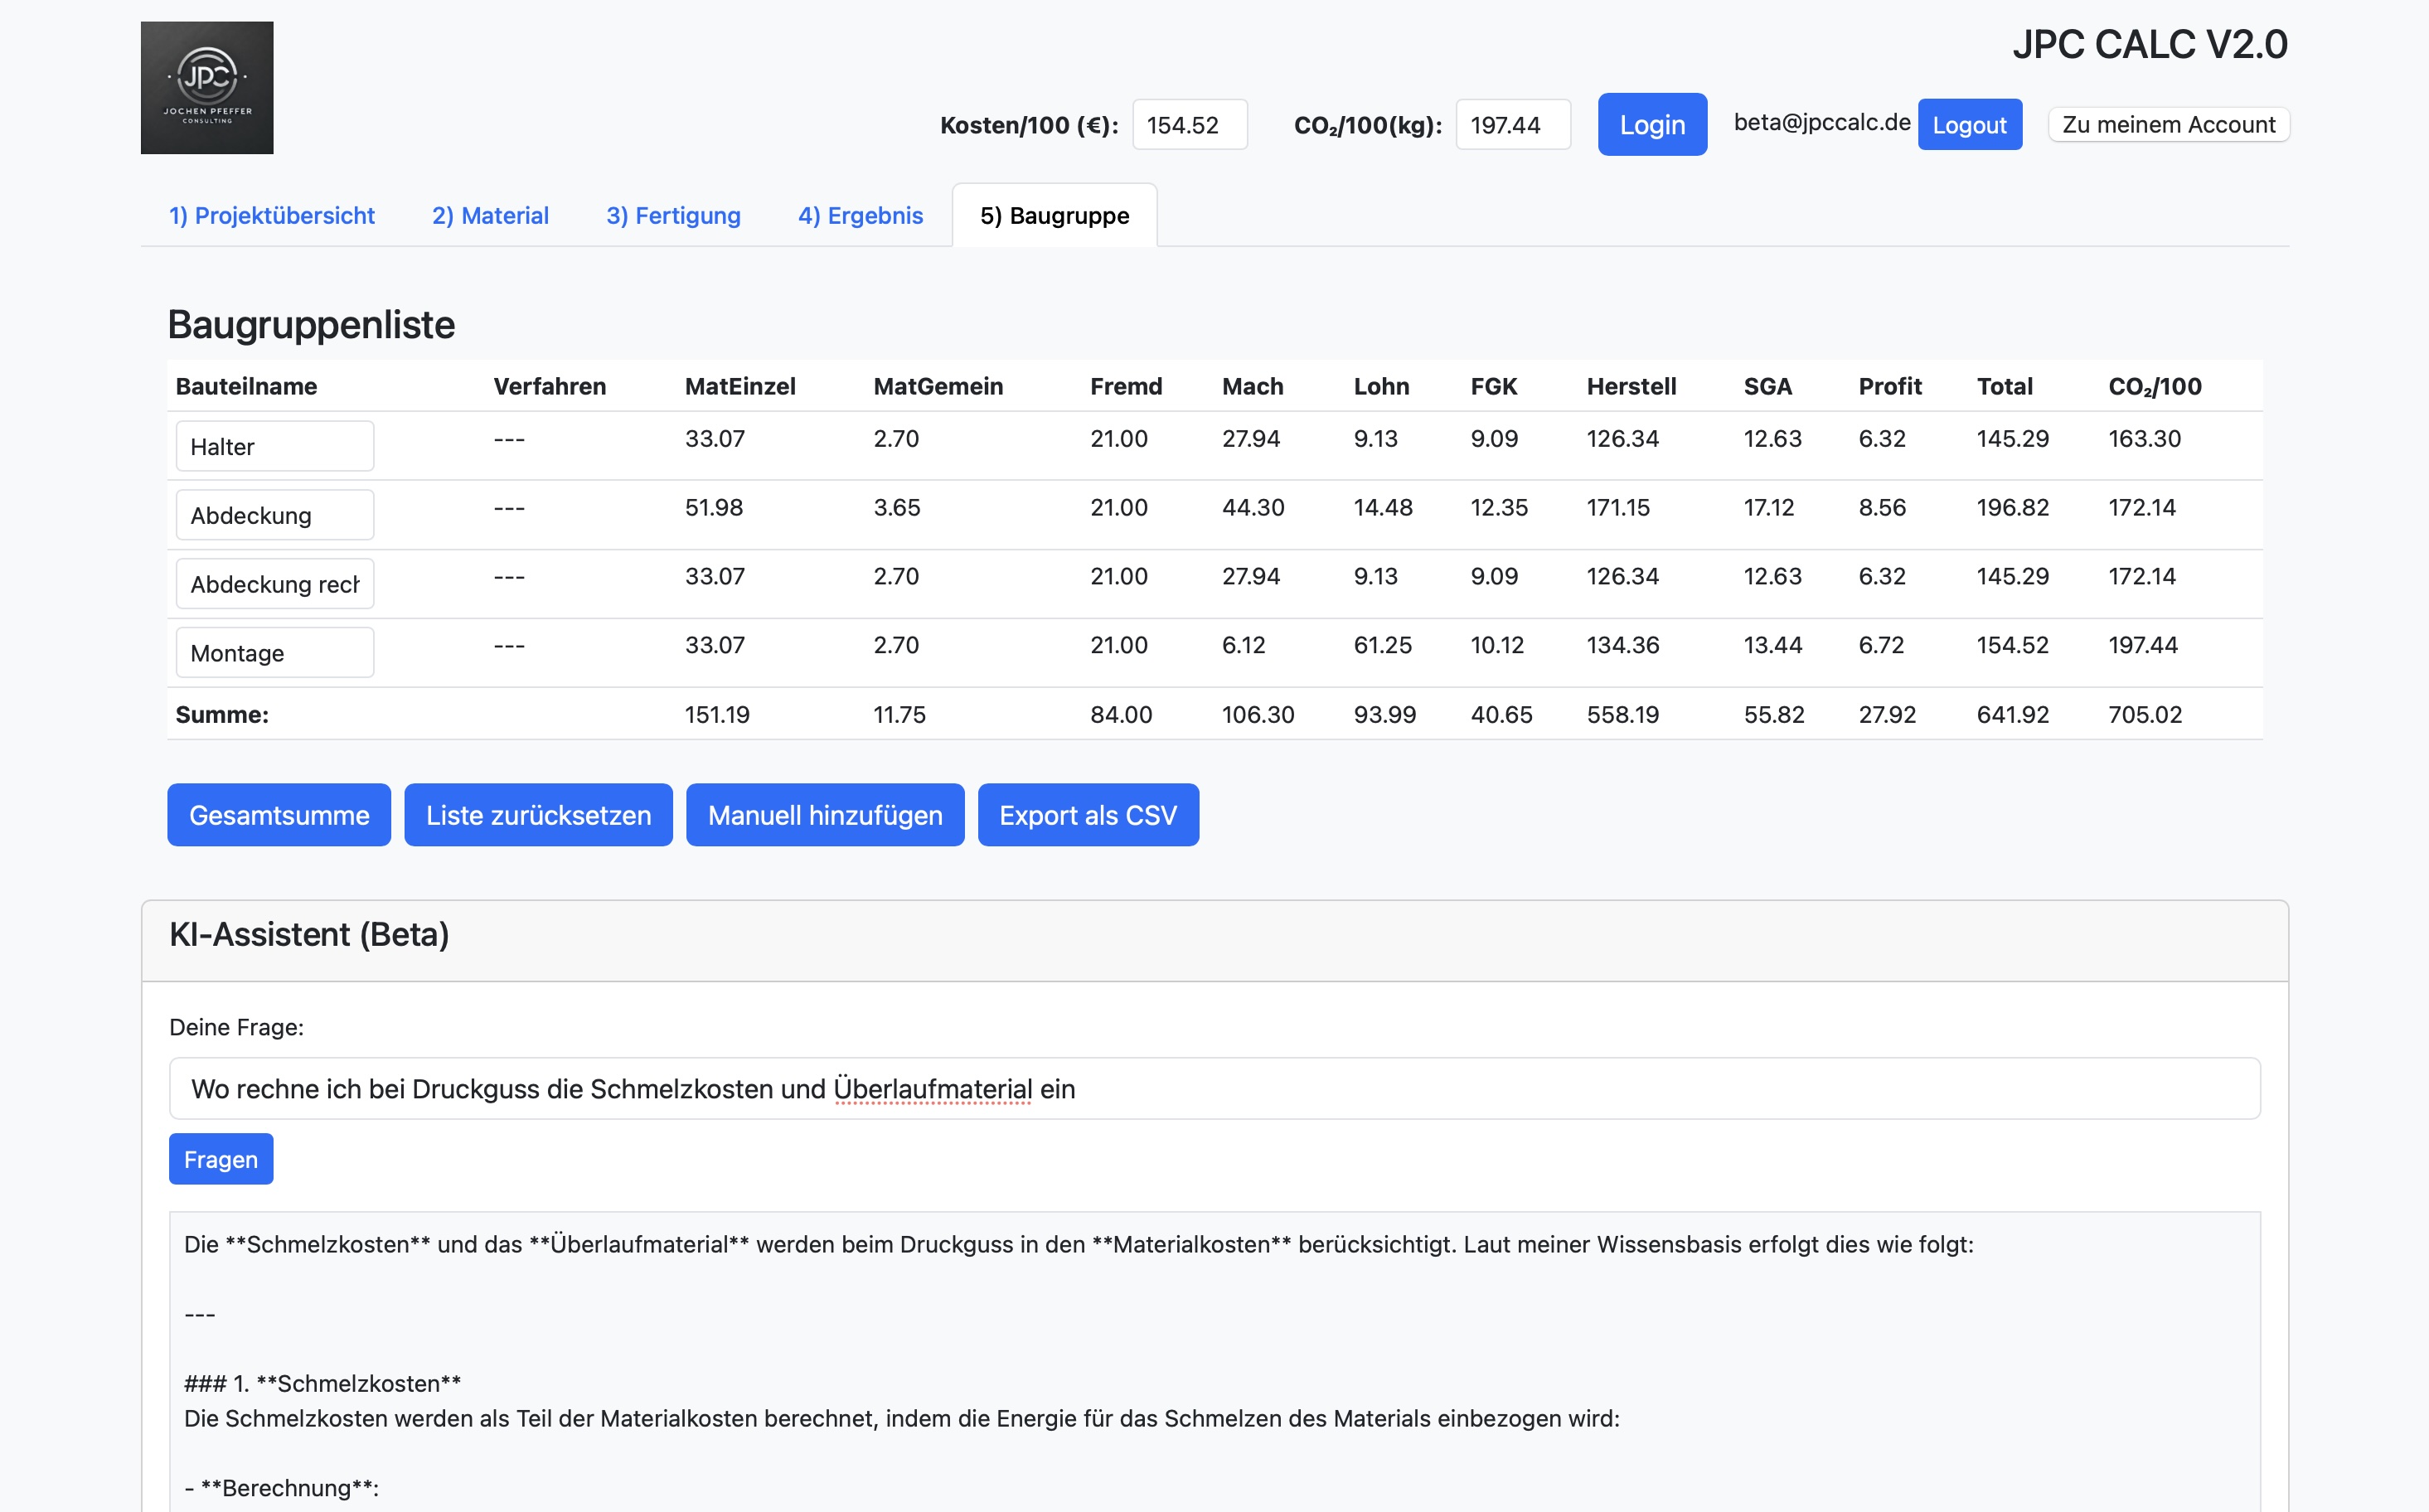 JPC
JOCHEN PFEFFER
CONSULTING
JPC CALC V2.0
Kosten/100 (€): 154.52 CO₂/100(kg): 197.44 Login beta@jpccalc.de Logout Zu meinem Account
1) Projektübersicht 2) Material 3) Fertigung 4) Ergebnis 5) Baugruppe
Baugruppenliste
Bauteilname Verfahren MatEinzel MatGemein Fremd Mach Lohn FGK Herstell SGA Profit Total CO₂/100
Halter --- 33.07 2.70 21.00 27.94 9.13 9.09 126.34 12.63 6.32 145.29 163.30
Abdeckung --- 51.98 3.65 21.00 44.30 14.48 12.35 171.15 17.12 8.56 196.82 172.14
Abdeckung rech --- 33.07 2.70 21.00 27.94 9.13 9.09 126.34 12.63 6.32 145.29 172.14
Montage --- 33.07 2.70 21.00 6.12 61.25 10.12 134.36 13.44 6.72 154.52 197.44
Summe: 151.19 11.75 84.00 106.30 93.99 40.65 558.19 55.82 27.92 641.92 705.02
Gesamtsumme Liste zurücksetzen Manuell hinzufügen Export als CSV
KI-Assistent (Beta)
Deine Frage:
Wo rechne ich bei Druckguss die Schmelzkosten und Überlaufmaterial ein
Fragen
Die **Schmelzkosten** und das **Überlaufmaterial** werden beim Druckguss in den **Materialkosten** berücksichtigt. Laut meiner Wissensbasis erfolgt dies wie folgt:
---
### 1. **Schmelzkosten**
Die Schmelzkosten werden als Teil der Materialkosten berechnet, indem die Energie für das Schmelzen des Materials einbezogen wird:
- **Berechnung**: